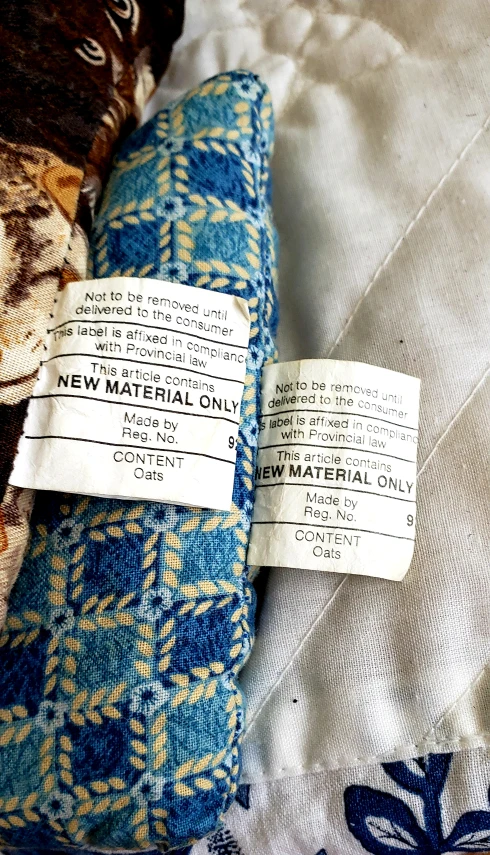 Not to be removed until
delivered to the consumer
This label is affixed in compliance
with Provincial law
This article contains
NEW MATERIAL ONLY
Made by
Reg. No. 9
CONTENT
Oats
Not to be removed until
delivered to the consumer
s label is affixed in compliance
with Provincial law
This article contains
NEW MATERIAL ONLY
Made by
Reg. No. 9
CONTENT
Oats